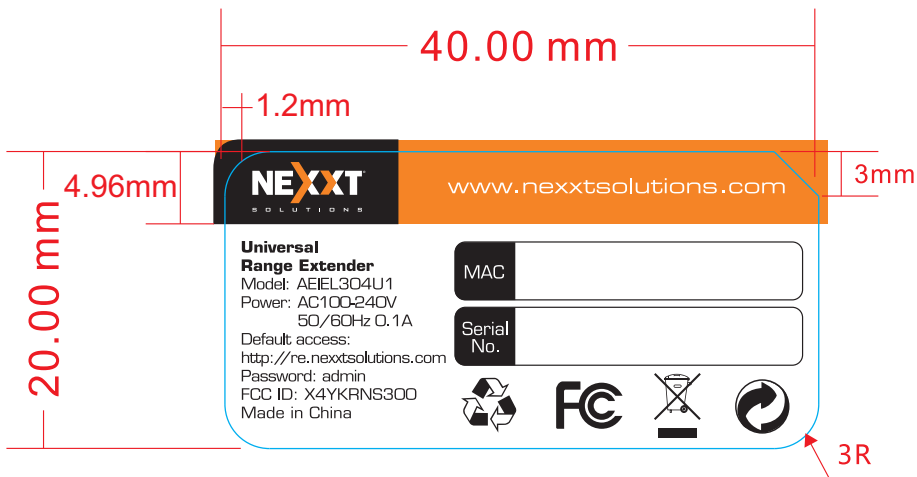 40.00 mm
1.2mm
4.96mm
3mm
20.00 mm
NEXXT
SOLUTIONS
www.nexxtsolutions.com
Universal
Range Extender
Model: AEIEL304U1
Power: AC100-240V
50/60Hz 0.1A
Default access:
http://re.nexxtsolutions.com
Password: admin
FCC ID: X4YKRNS300
Made in China
MAC
Serial
No.
FC
3R